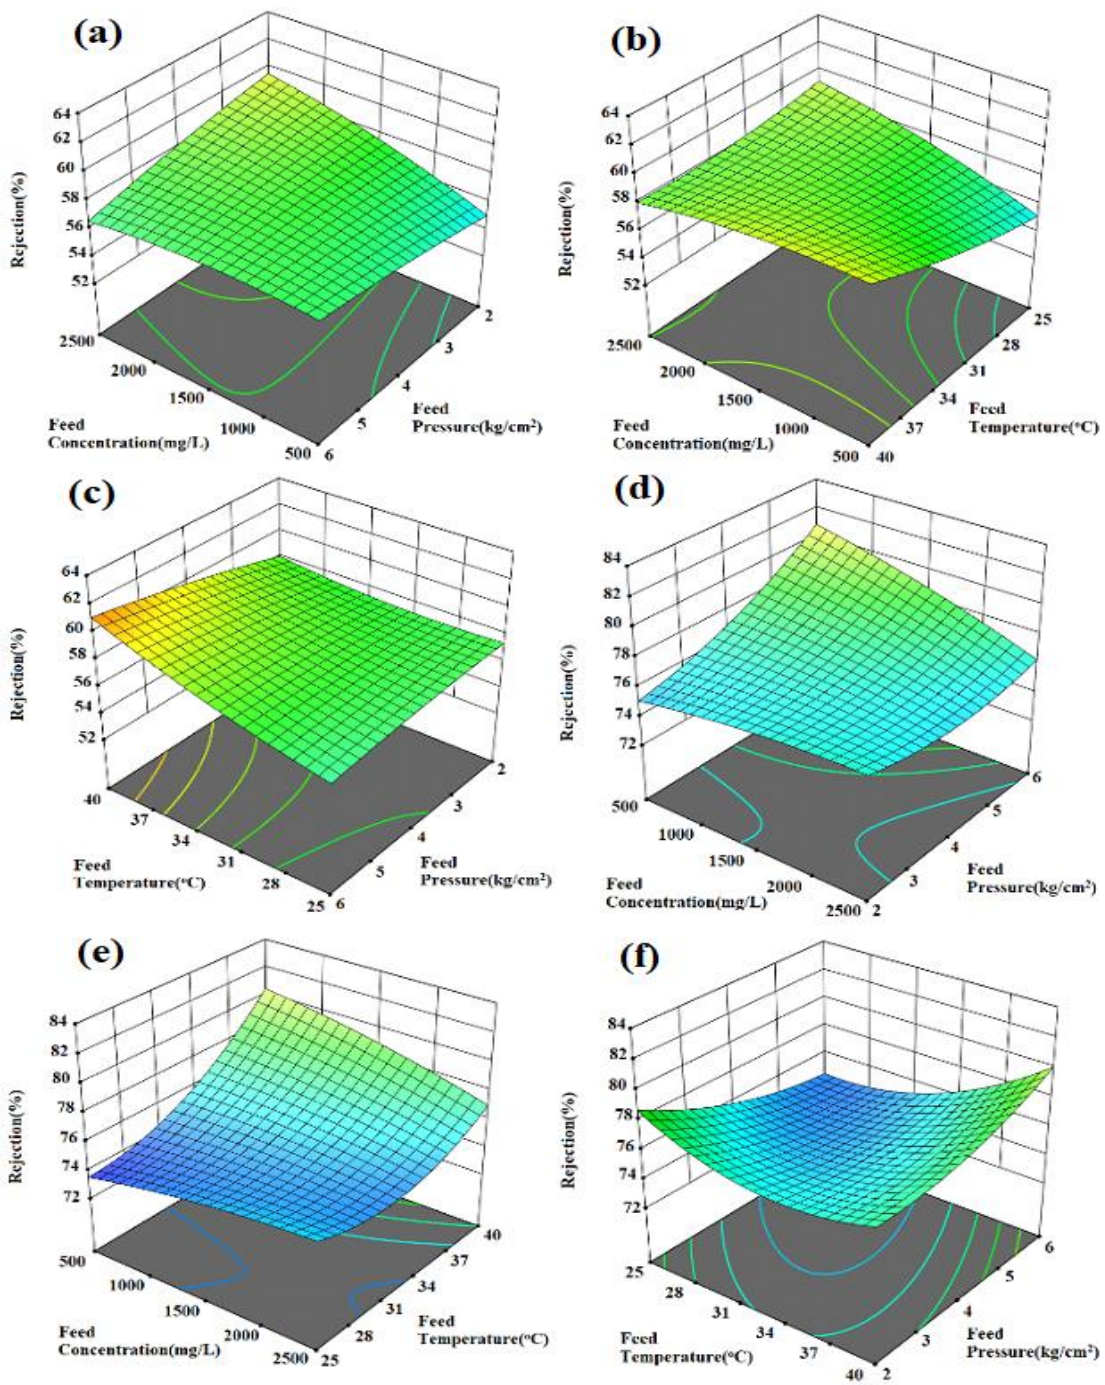 (a)
64
62
60
58
56
54
52
Rejection(%)
2500
2000
1500
1000
500
6
5
4
3
2
Feed
Concentration(mg/L)
Feed
Pressure(kg/cm²)
(b)
64
62
60
58
56
54
52
Rejection(%)
2500
2000
1500
1000
500
40
37
34
31
28
25
Feed
Concentration(mg/L)
Feed
Temperature(°C)
(c)
64
62
60
58
56
54
52
Rejection(%)
40
37
34
31
28
25
6
5
4
3
2
Feed
Temperature(°C)
Feed
Pressure(kg/cm²)
(d)
84
82
80
78
76
74
72
Rejection(%)
500
1000
1500
2000
2500
2
3
4
5
6
Feed
Concentration(mg/L)
Feed
Pressure(kg/cm²)
(e)
84
82
80
78
76
74
72
Rejection(%)
500
1000
1500
2000
2500
25
28
31
34
37
40
Feed
Concentration(mg/L)
Feed
Temperature(°C)
(f)
84
82
80
78
76
74
72
Rejection(%)
25
28
31
34
37
40
2
3
4
5
6
Feed
Temperature(°C)
Feed
Pressure(kg/cm²)